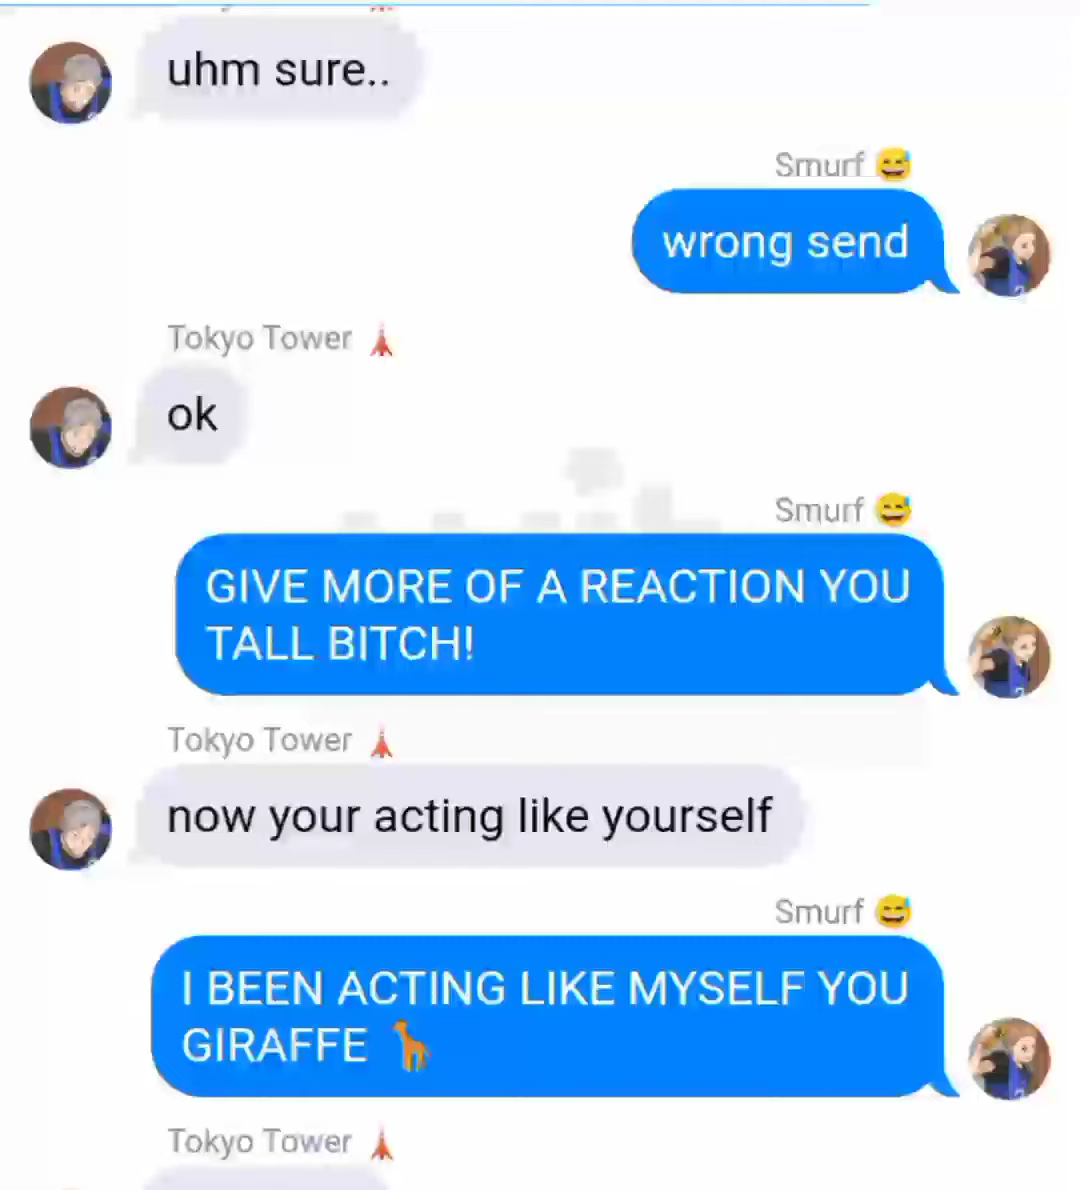 uhm sure..
Smurf 😅
wrong send
Tokyo Tower 🗼
ok
Smurf 😅
GIVE MORE OF A REACTION YOU
TALL BITCH!
Tokyo Tower 🗼
now your acting like yourself
Smurf 😅
I BEEN ACTING LIKE MYSELF YOU
GIRAFFE 🦒
Tokyo Tower 🗼